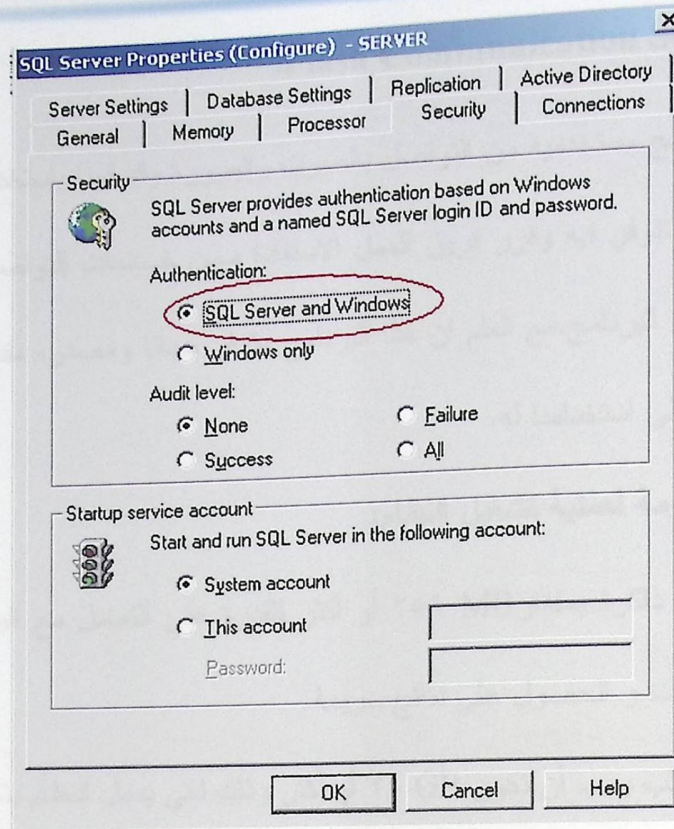 SQL Server Properties (Configure) - SERVER
Server Settings | Database Settings | Replication | Active Directory
General | Memory | Processor | Security | Connections
Security
SQL Server provides authentication based on Windows
accounts and a named SQL Server login ID and password.
Authentication:
SQL Server and Windows
Windows only
Audit level:
None
Failure
Success
All
Startup service account
Start and run SQL Server in the following account:
System account
This account
Password:
OK Cancel Help